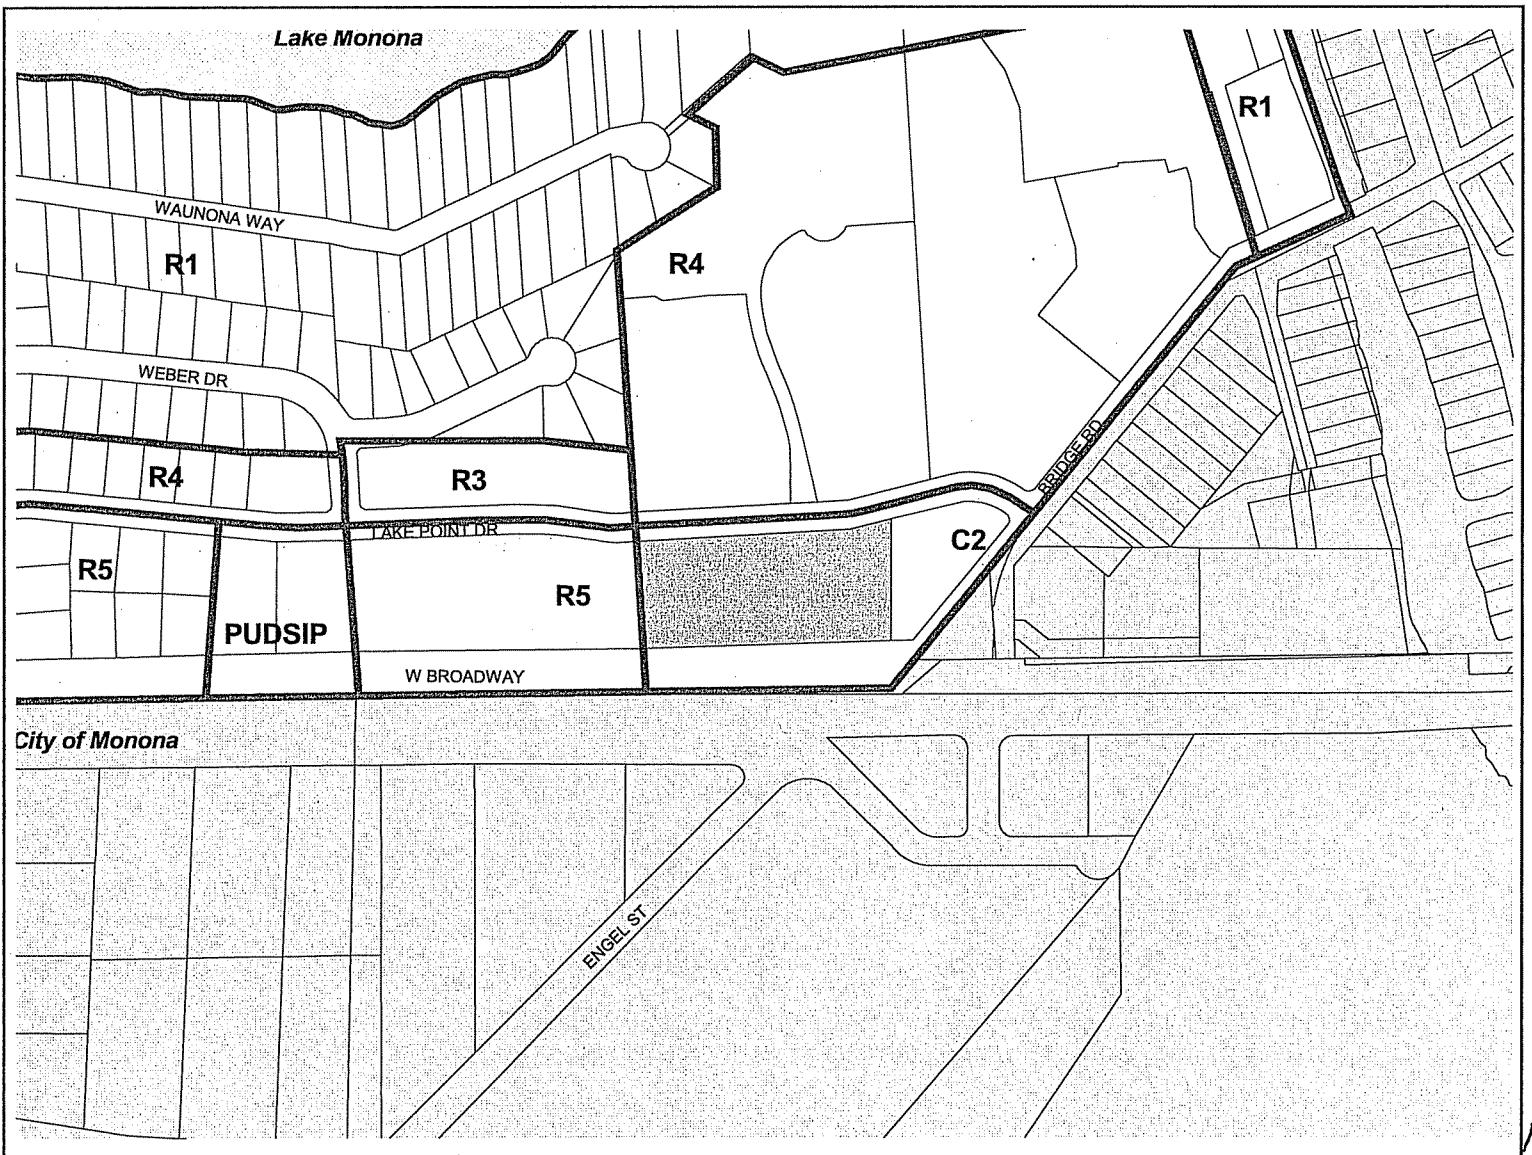 Lake Monona
R1
WAUNONA WAY
R1
R4
WEBER DR
R4
R3
BRIDGE RD
LAKE POINT DR
C2
R5
R5
PUDSIP
W BROADWAY
City of Monona
ENGEL ST